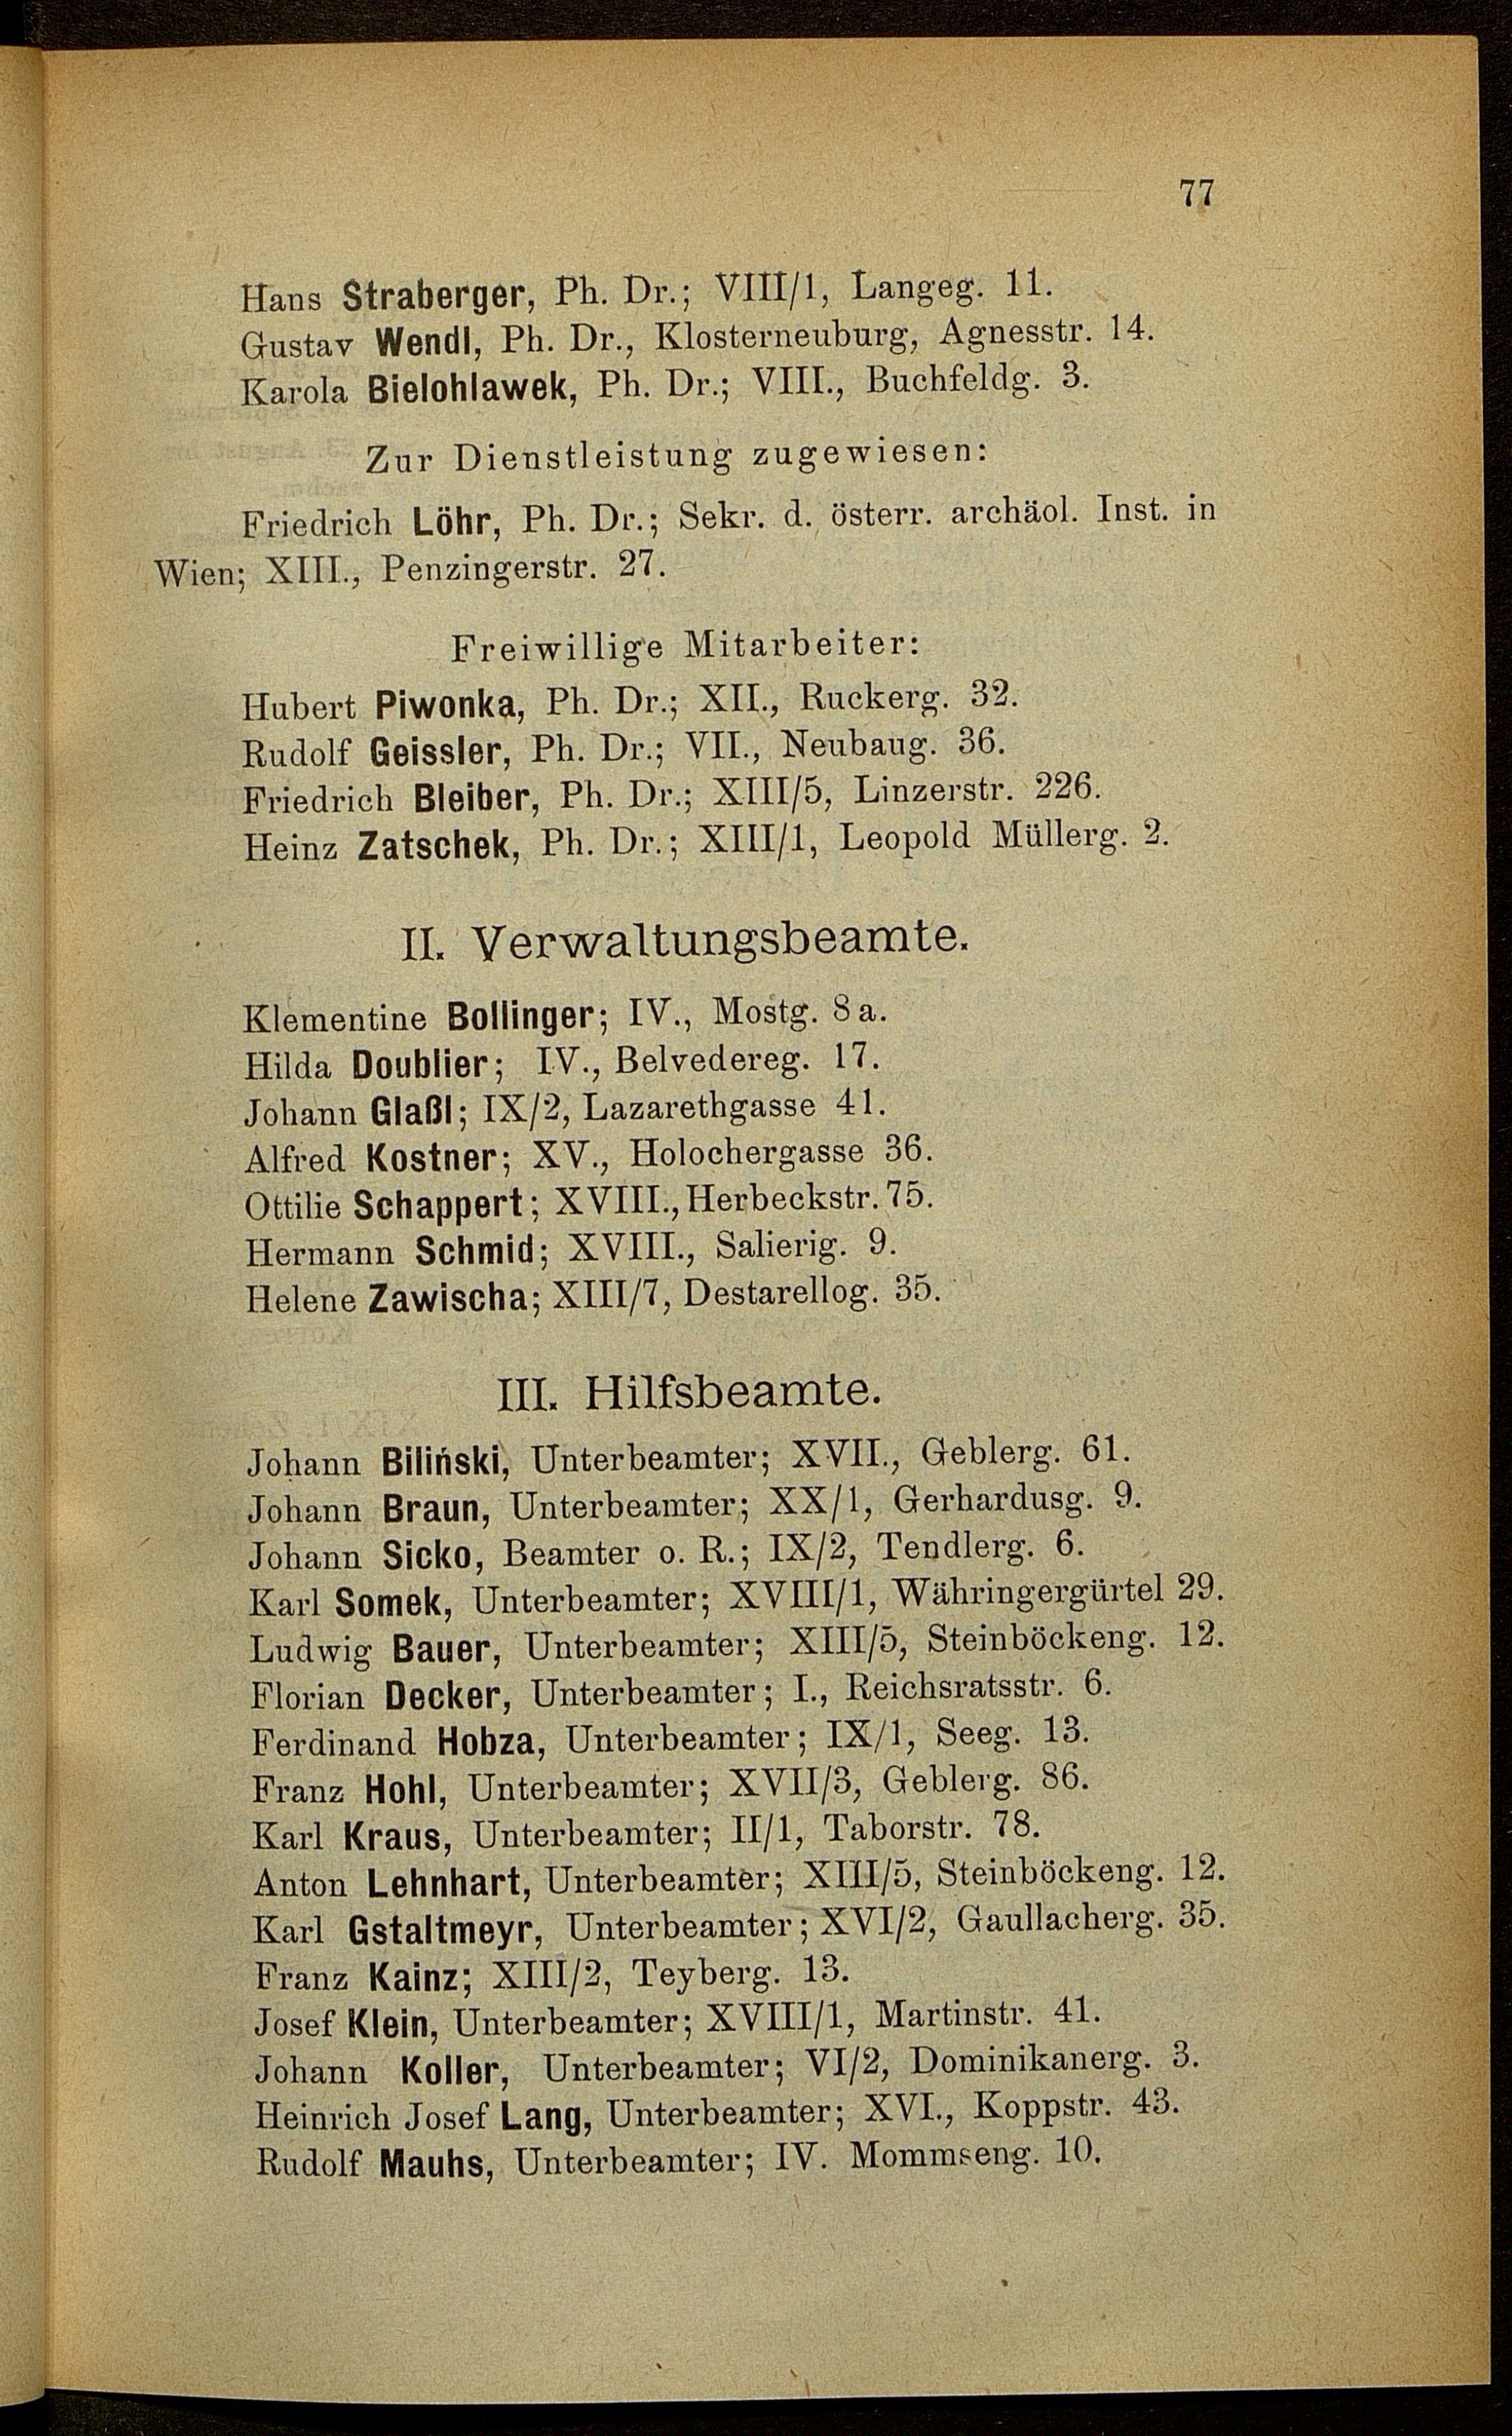 77
Hans Straberger, Ph. Dr.; VIII/1, Langeg. 11.
Gustav Wendl, Ph. Dr., Klosterneuburg, Agnesstr. 14.
Karola Bielohlawek, Ph. Dr.; VIII., Buchfeldg. 3.
Zur Dienstleistung zugewiesen:
Friedrich Löhr, Ph. Dr.; Sekr. d. österr. archäol. Inst. in
Wien; XIII., Penzingerstr. 27.
Freiwillige Mitarbeiter:
Hubert Piwonka, Ph. Dr.; XII., Ruckerg. 32.
Rudolf Geissler, Ph. Dr.; VII., Neubaug. 36.
Friedrich Bleiber, Ph. Dr.; XIII/5, Linzerstr. 226.
Heinz Zatschek, Ph. Dr.; XIII/1, Leopold Müllerg. 2.
II. Verwaltungsbeamte.
Klementine Bollinger; IV., Mostg. 8 a.
Hilda Doublier; IV., Belvedereg. 17.
Johann Glaßl; IX/2, Lazarethgasse 41.
Alfred Kostner; XV., Holochergasse 36.
Ottilie Schappert; XVIII., Herbeckstr. 75.
Hermann Schmid; XVIII., Salierig. 9.
Helene Zawischa; XIII/7, Destarellog. 35.
III. Hilfsbeamte.
Johann Biliński, Unterbeamter; XVII., Geblerg. 61.
Johann Braun, Unterbeamter; XX/1, Gerhardusg. 9.
Johann Sicko, Beamter o. R.; IX/2, Tendlerg. 6.
Karl Somek, Unterbeamter; XVIII/1, Währingergürtel 29.
Ludwig Bauer, Unterbeamter; XIII/5, Steinböckeng. 12.
Florian Decker, Unterbeamter; I., Reichsratsstr. 6.
Ferdinand Hobza, Unterbeamter; IX/1, Seeg. 13.
Franz Hohl, Unterbeamter; XVII/3, Geblerg. 86.
Karl Kraus, Unterbeamter; II/1, Taborstr. 78.
Anton Lehnhart, Unterbeamter; XIII/5, Steinböckeng. 12.
Karl Gstaltmeyr, Unterbeamter; XVI/2, Gaullacherg. 35.
Franz Kainz; XIII/2, Teyberg. 13.
Josef Klein, Unterbeamter; XVIII/1, Martinstr. 41.
Johann Koller, Unterbeamter; VI/2, Dominikanerg. 3.
Heinrich Josef Lang, Unterbeamter; XVI., Koppstr. 43.
Rudolf Mauhs, Unterbeamter; IV. Mommseng. 10.